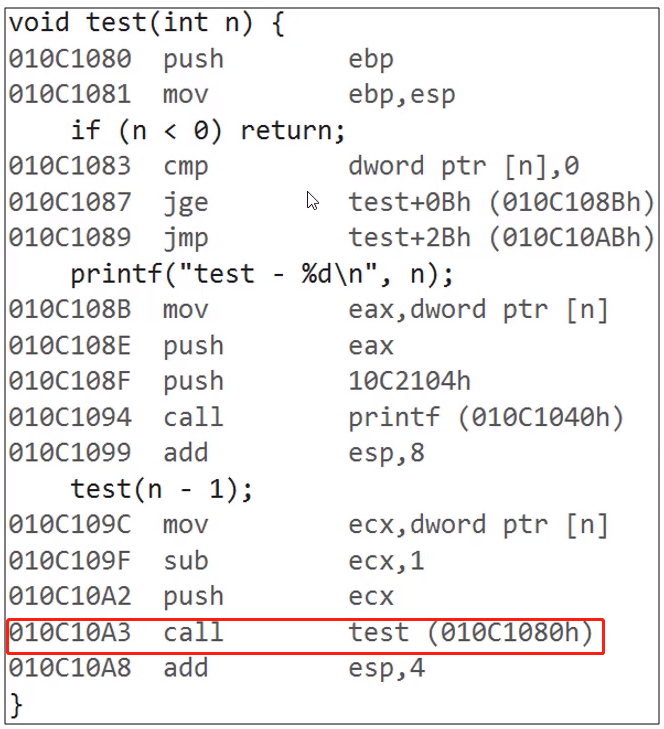 void test(int n) {
010C1080 push ebp
010C1081 mov ebp,esp
if (n < 0) return;
010C1083 cmp dword ptr [n],0
010C1087 jge test+0Bh (010C108Bh)
010C1089 jmp test+2Bh (010C10ABh)
printf("test - %d\n", n);
010C108B mov eax,dword ptr [n]
010C108E push eax
010C108F push 10C2104h
010C1094 call printf (010C1040h)
010C1099 add esp,8
test(n - 1);
010C109C mov ecx,dword ptr [n]
010C109F sub ecx,1
010C10A2 push ecx
010C10A3 call test (010C1080h)
010C10A8 add esp,4
}